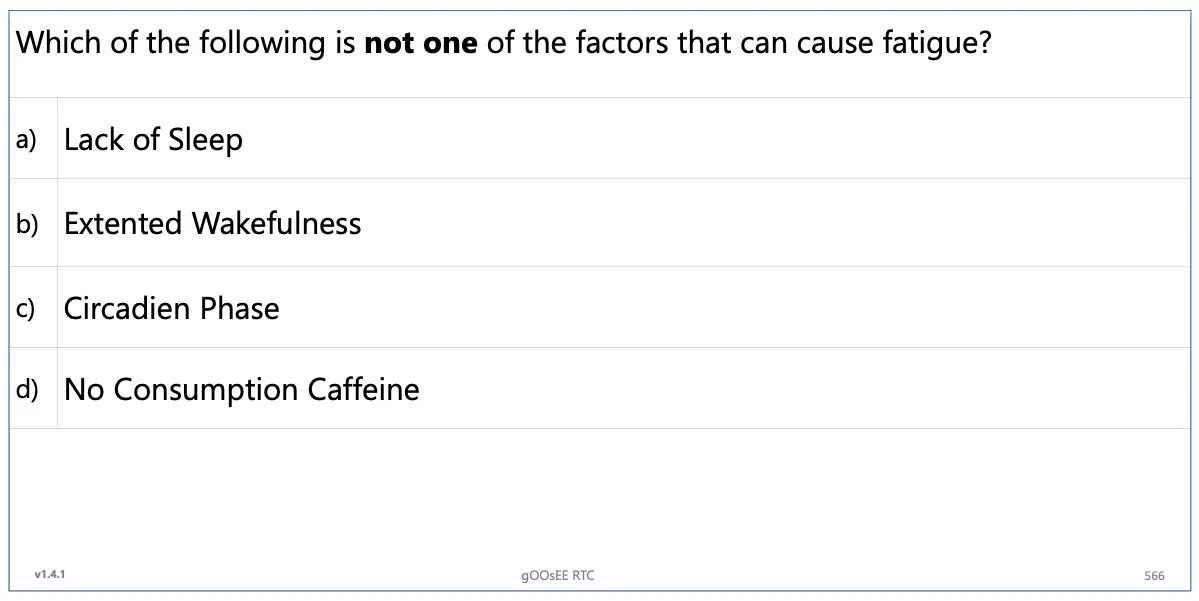 Which of the following is not one of the factors that can cause fatigue?
a) Lack of Sleep
b) Extented Wakefulness
c) Circadien Phase
d) No Consumption Caffeine
v1.4.1 gOOsEE RTC 566